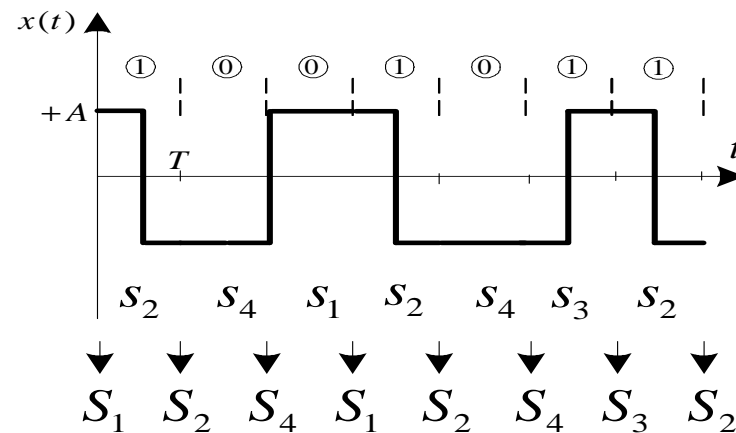 x(t)
① ⓪ ⓪ ① ⓪ ① ①
+A
T
t
s₂ s₄ s₁ s₂ s₄ s₃ s₂
S₁ S₂ S₄ S₁ S₂ S₄ S₃ S₂